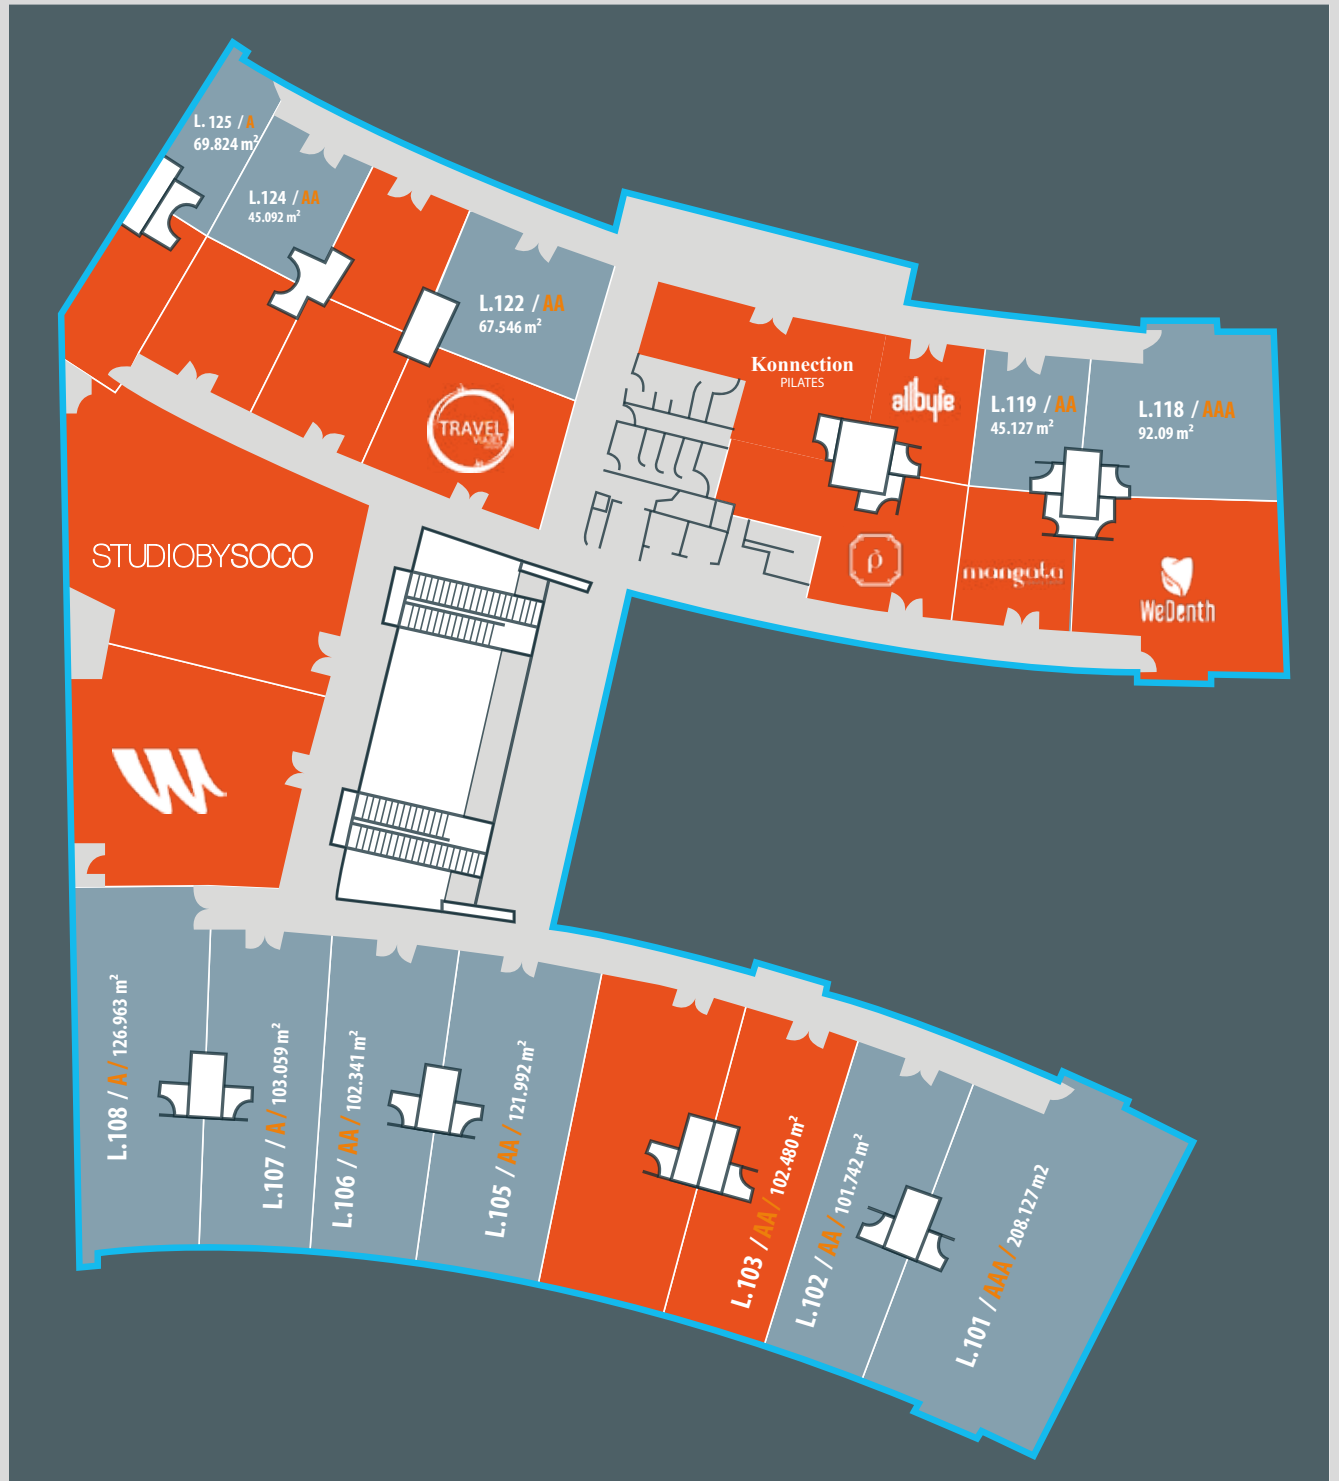 L. 125 / A
69.824 m²
L.124 / AA
45.092 m²
L.122 / AA
67.546 m²
TRAVEL
VIAJES
Konnection
PILATES
allbyte
L.119 / AA
45.127 m²
L.118 / AAA
92.09 m²
STUDIOBYSOCO
mangata
WeDenth
L.108 / A / 126.963 m²
L.107 / A / 103.059 m²
L.106 / AA / 102.341 m²
L.105 / AA / 121.992 m²
L.103 / AA / 102.480 m²
L.102 / AA / 101.742 m²
L.101 / AAA / 208.127 m2